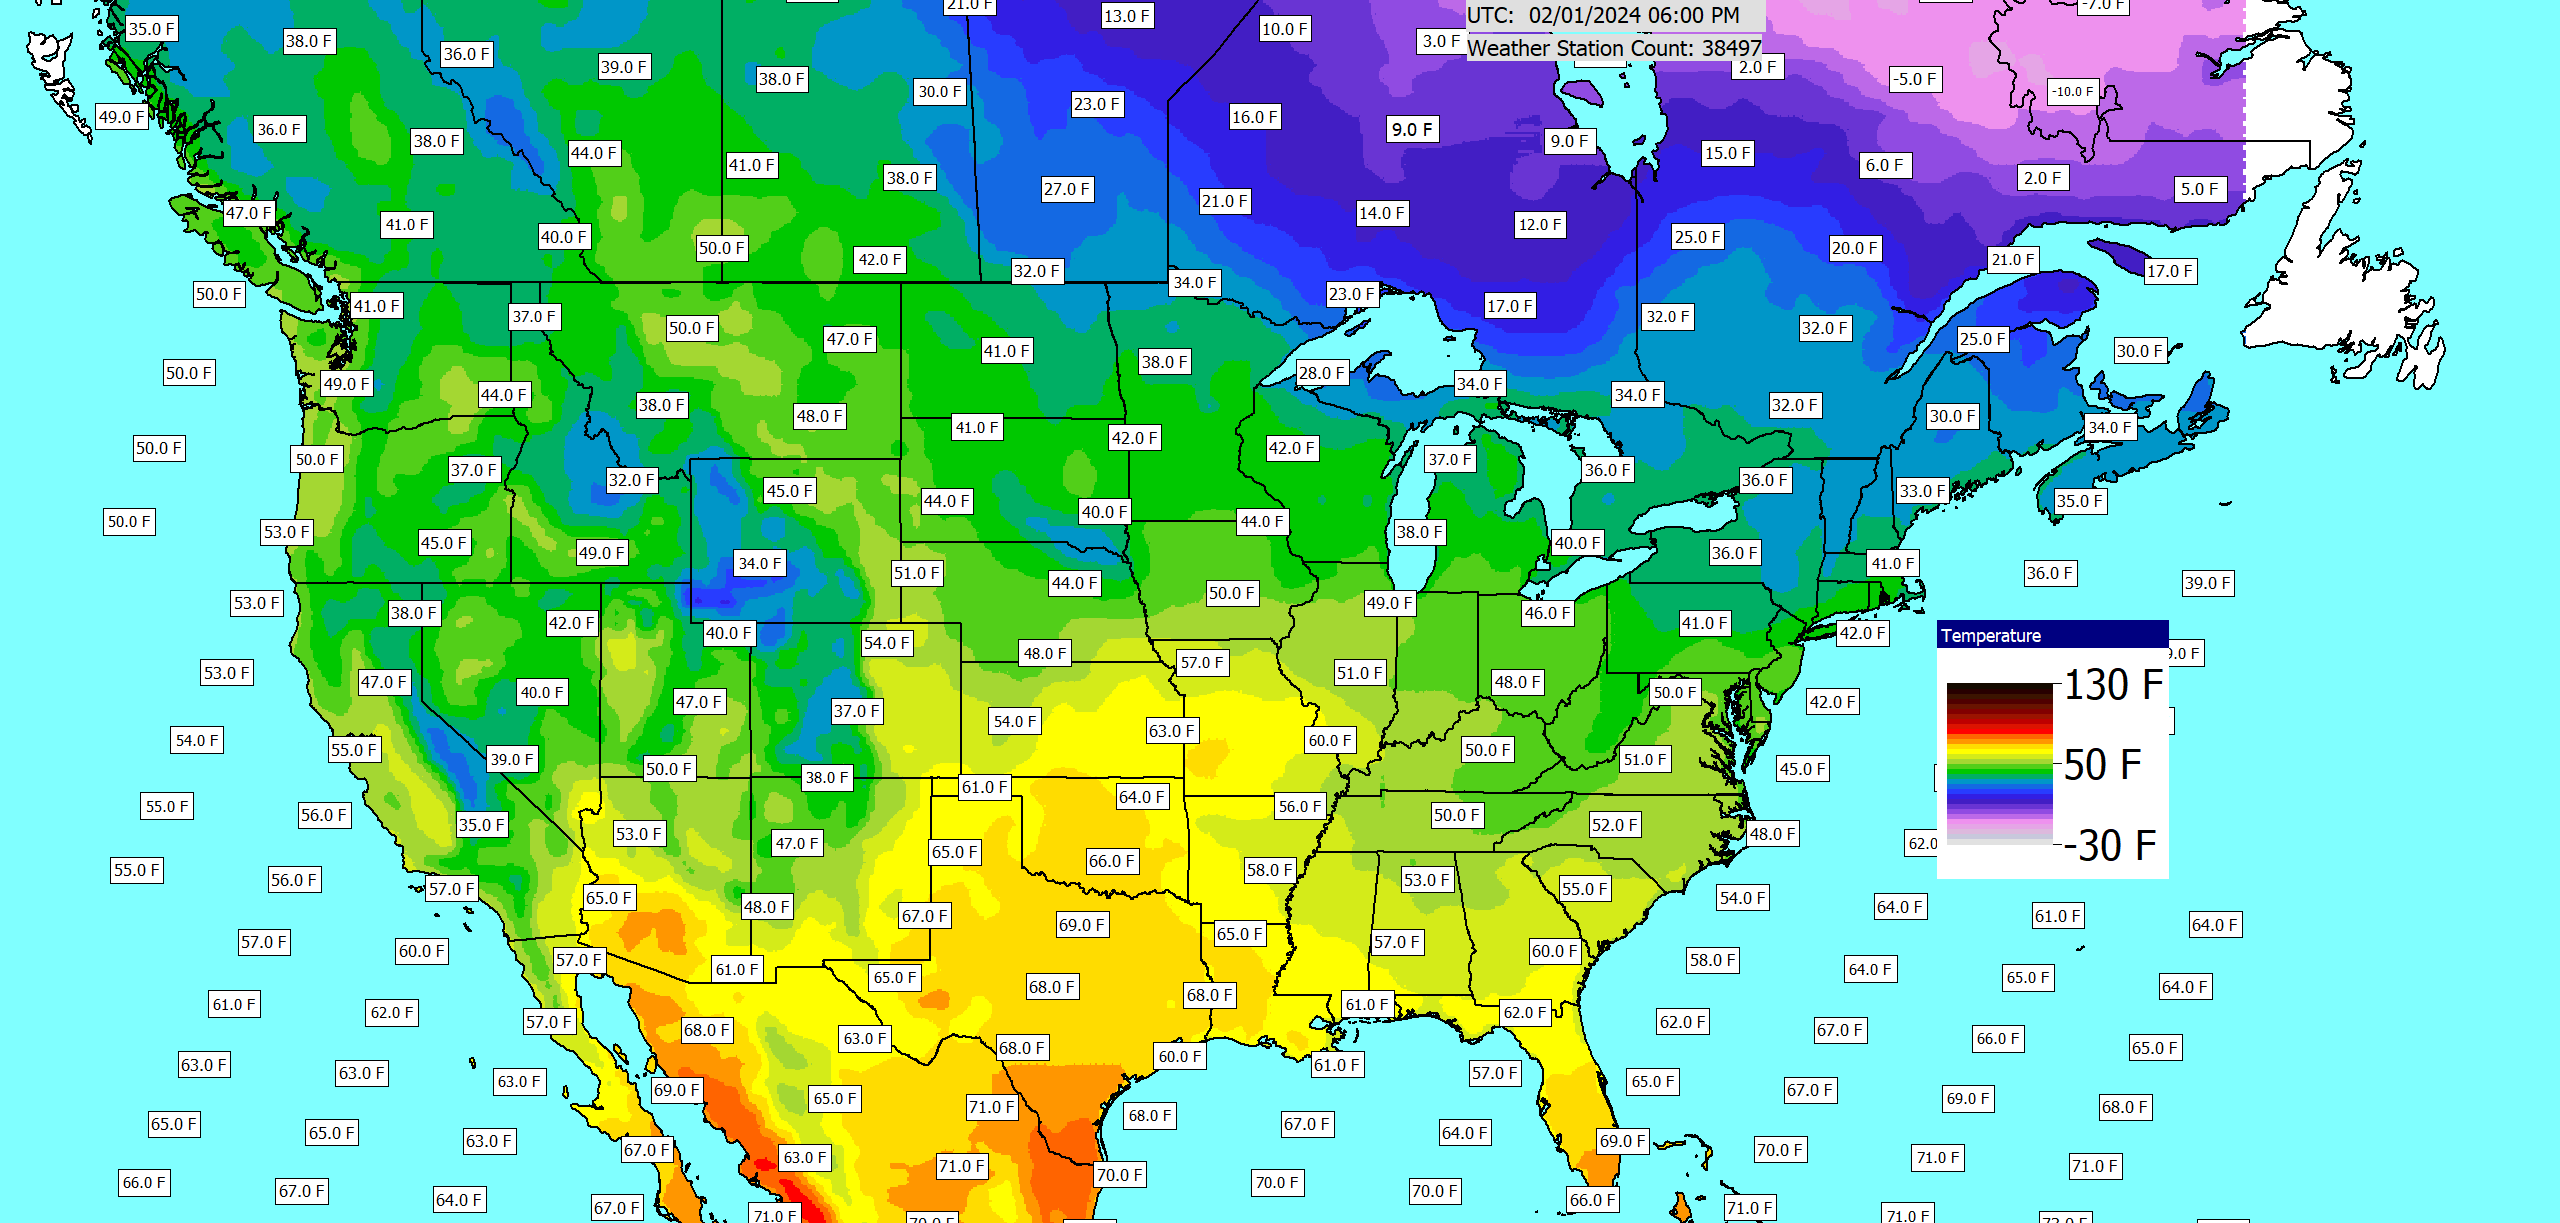 21.0 F
-7.0 F
UTC:  02/01/2024 06:00 PM
13.0 F
35.0 F
10.0 F
38.0 F
3.0 F
Weather Station Count: 38497
36.0 F
39.0 F
2.0 F
38.0 F
-5.0 F
30.0 F
-10.0 F
23.0 F
49.0 F
16.0 F
36.0 F
9.0 F
38.0 F
9.0 F
44.0 F
15.0 F
41.0 F
6.0 F
38.0 F
2.0 F
27.0 F
5.0 F
21.0 F
47.0 F
14.0 F
41.0 F
12.0 F
40.0 F
25.0 F
50.0 F
20.0 F
42.0 F
21.0 F
32.0 F
17.0 F
34.0 F
50.0 F
23.0 F
41.0 F
17.0 F
37.0 F
32.0 F
50.0 F
32.0 F
47.0 F
25.0 F
41.0 F
30.0 F
38.0 F
50.0 F
28.0 F
49.0 F
34.0 F
44.0 F
34.0 F
38.0 F
32.0 F
48.0 F
30.0 F
41.0 F
34.0 F
42.0 F
50.0 F
42.0 F
50.0 F
37.0 F
37.0 F
36.0 F
32.0 F
36.0 F
45.0 F
33.0 F
44.0 F
35.0 F
40.0 F
50.0 F
44.0 F
53.0 F
38.0 F
45.0 F
40.0 F
49.0 F
36.0 F
34.0 F
41.0 F
51.0 F
36.0 F
44.0 F
39.0 F
50.0 F
53.0 F
49.0 F
38.0 F
46.0 F
42.0 F
41.0 F
40.0 F
42.0 F
Temperature
54.0 F
48.0 F
9.0 F
57.0 F
53.0 F
51.0 F
47.0 F
48.0 F
130 F
40.0 F
50.0 F
47.0 F
42.0 F
37.0 F
54.0 F
63.0 F
54.0 F
60.0 F
55.0 F
50.0 F
39.0 F
51.0 F
50.0 F
45.0 F
50 F
38.0 F
61.0 F
64.0 F
55.0 F
56.0 F
56.0 F
50.0 F
35.0 F
52.0 F
53.0 F
48.0 F
47.0 F
62.0
-30 F
65.0 F
66.0 F
55.0 F
58.0 F
56.0 F
53.0 F
57.0 F
55.0 F
65.0 F
54.0 F
48.0 F
64.0 F
67.0 F
61.0 F
69.0 F
64.0 F
65.0 F
57.0 F
57.0 F
60.0 F
60.0 F
57.0 F
58.0 F
61.0 F
64.0 F
65.0 F
65.0 F
68.0 F
64.0 F
68.0 F
61.0 F
61.0 F
62.0 F
62.0 F
57.0 F
62.0 F
68.0 F
67.0 F
63.0 F
66.0 F
68.0 F
65.0 F
60.0 F
63.0 F
61.0 F
63.0 F
57.0 F
63.0 F
65.0 F
69.0 F
67.0 F
65.0 F
69.0 F
71.0 F
68.0 F
68.0 F
65.0 F
67.0 F
65.0 F
64.0 F
63.0 F
69.0 F
67.0 F
70.0 F
63.0 F
71.0 F
71.0 F
71.0 F
70.0 F
66.0 F
70.0 F
67.0 F
70.0 F
64.0 F
66.0 F
67.0 F
71.0 F
71.0 F
71.0 F
70.0 F
72.0 F